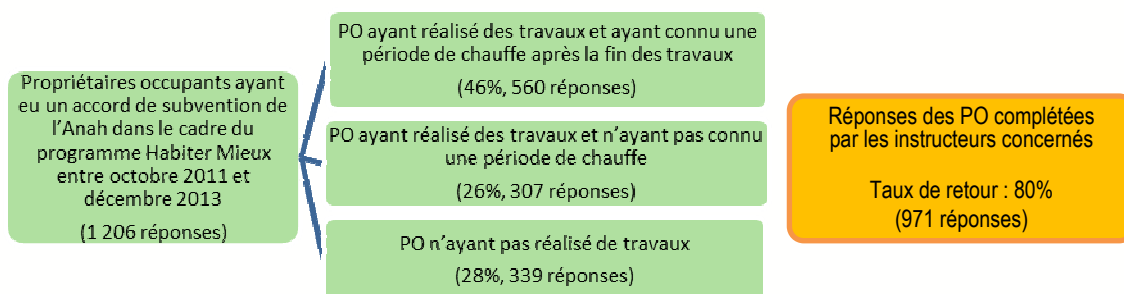 Propriétaires occupants ayant
eu un accord de subvention de
l'Anah dans le cadre du
programme Habiter Mieux
entre octobre 2011 et
décembre 2013
(1 206 réponses)
PO ayant réalisé des travaux et ayant connu une
période de chauffe après la fin des travaux
(46%, 560 réponses)
PO ayant réalisé des travaux et n'ayant pas connu
une période de chauffe
(26%, 307 réponses)
PO n'ayant pas réalisé de travaux
(28%, 339 réponses)
Réponses des PO complétées
par les instructeurs concernés
Taux de retour : 80%
(971 réponses)